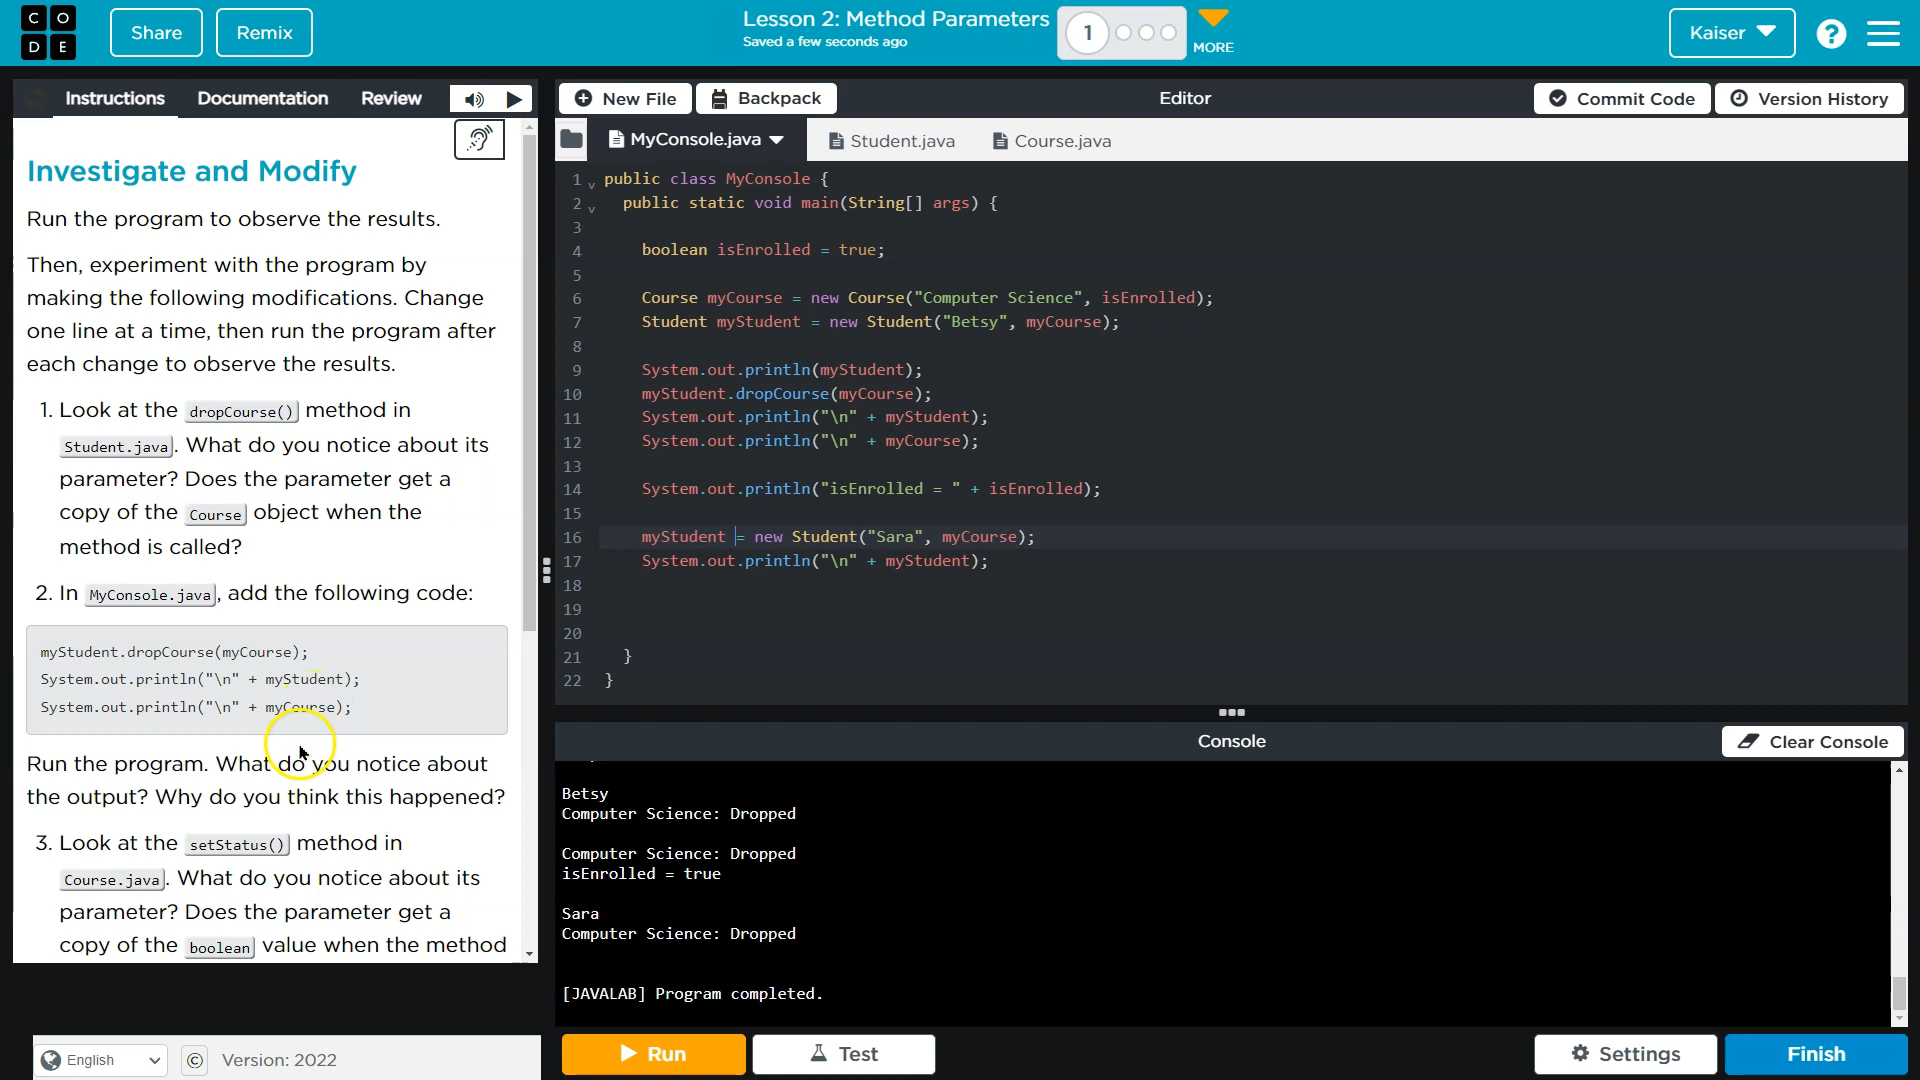 C O
D E
Share
Remix
Lesson 2: Method Parameters
Saved a few seconds ago
1
MORE
Kaiser
?
Instructions
Documentation
Review
Investigate and Modify
Run the program to observe the results.
Then, experiment with the program by
making the following modifications. Change
one line at a time, then run the program after
each change to observe the results.
1. Look at the dropCourse() method in
Student.java. What do you notice about its
parameter? Does the parameter get a
copy of the Course object when the
method is called?
2. In MyConsole.java, add the following code:
myStudent.dropCourse(myCourse);
System.out.println("\n" + myStudent);
System.out.println("\n" + myCourse);
Run the program. What do you notice about
the output? Why do you think this happened?
3. Look at the setStatus() method in
Course.java. What do you notice about its
parameter? Does the parameter get a
copy of the boolean value when the method
English
©
Version: 2022
New File
Backpack
Editor
Commit Code
Version History
MyConsole.java
Student.java
Course.java
1 public class MyConsole {
2 public static void main(String[] args) {
3
4 boolean isEnrolled = true;
5
6 Course myCourse = new Course("Computer Science", isEnrolled);
7 Student myStudent = new Student("Betsy", myCourse);
8
9 System.out.println(myStudent);
10 myStudent.dropCourse(myCourse);
11 System.out.println("\n" + myStudent);
12 System.out.println("\n" + myCourse);
13
14 System.out.println("isEnrolled = " + isEnrolled);
15
16 myStudent = new Student("Sara", myCourse);
17 System.out.println("\n" + myStudent);
18
19
20
21 }
22 }
Console
Clear Console
Betsy
Computer Science: Dropped
Computer Science: Dropped
isEnrolled = true
Sara
Computer Science: Dropped
[JAVALAB] Program completed.
Run
Test
Settings
Finish